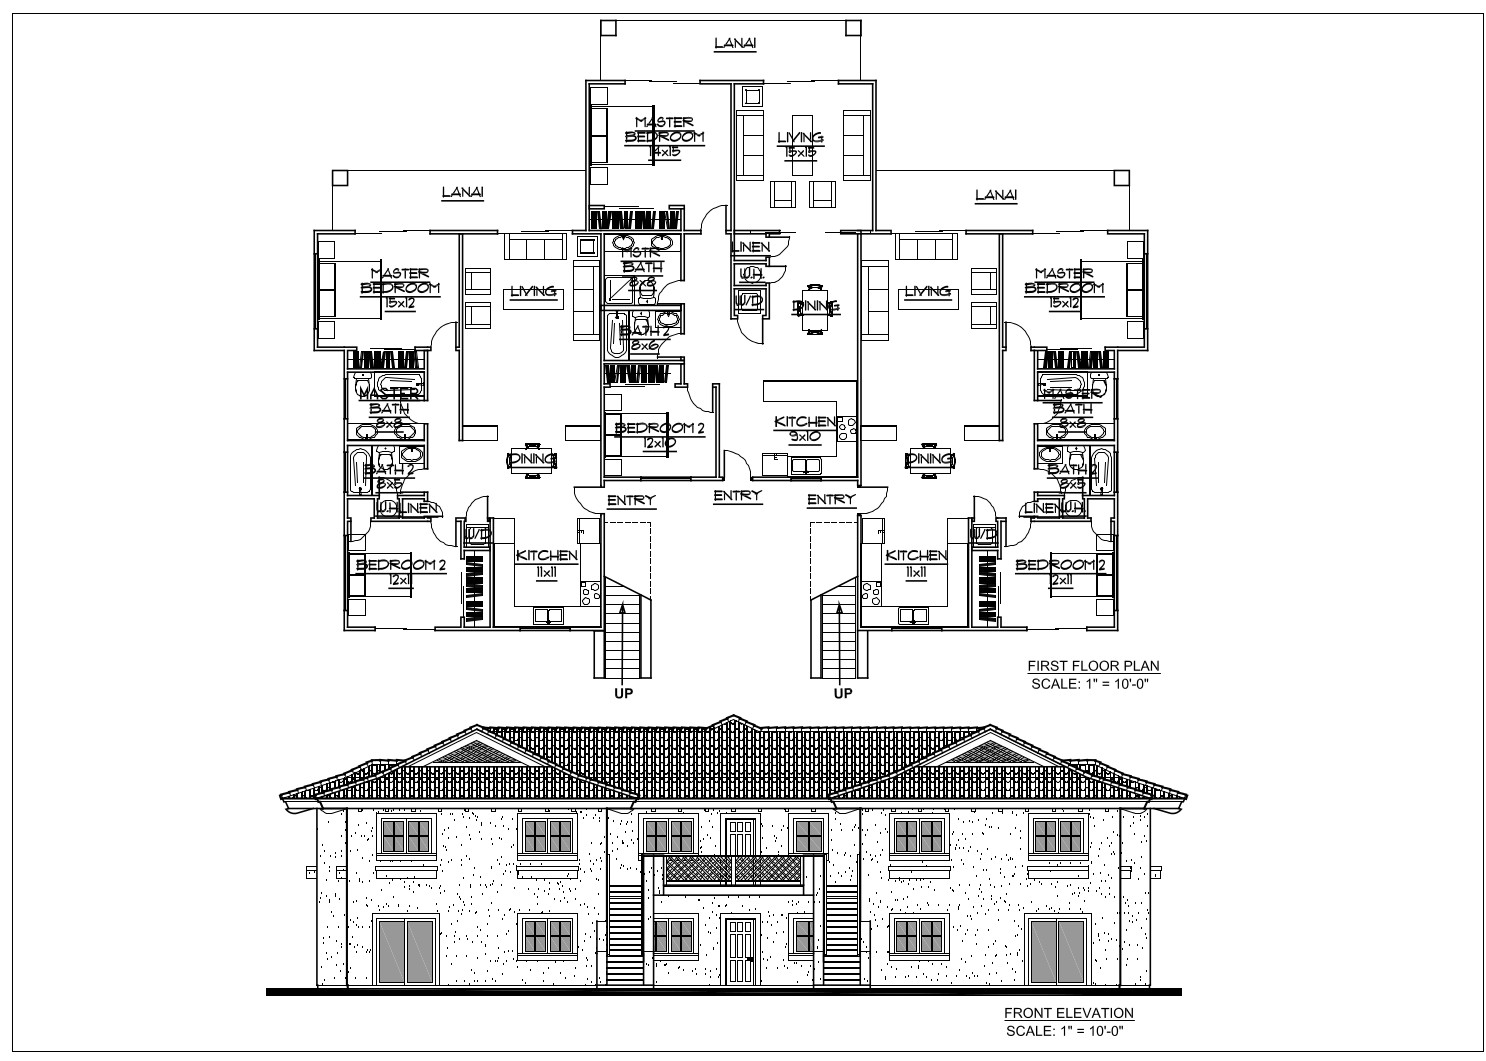 LANAI
MASTER
BEDROOM
14x15
LIVING
15x15
LANAI
LANAI
LINEN
MSTR
BATH
8x8
W.H.
W/D
DINING
BATH 2
8x6
MASTER
BEDROOM
15x12
LIVING
LIVING
MASTER
BEDROOM
15x12
MASTER
BATH
8x8
BEDROOM 2
12x10
KITCHEN
9x10
MASTER
BATH
8x8
DINING
DINING
BATH 2
8x5
BATH 2
8x5
W.H.
LINEN
ENTRY
ENTRY
ENTRY
LINEN
W.H.
W/D
W/D
BEDROOM 2
12x11
KITCHEN
11x11
KITCHEN
11x11
BEDROOM 2
12x11
UP
UP
FIRST FLOOR PLAN
SCALE: 1" = 10'-0"
FRONT ELEVATION
SCALE: 1" = 10'-0"